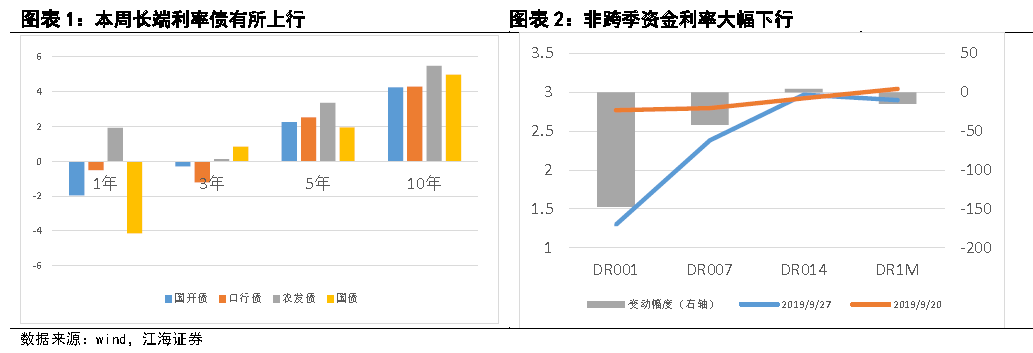 图表1：本周长端利率债有所上行
6
4
2
0
-2
-4
-6
1年
3年
5年
10年
国开债
口行债
农发债
国债
图表2：非跨季资金利率大幅下行
3.5
3
2.5
2
1.5
1
50
0
-50
-100
-150
-200
DR001
DR007
DR014
DR1M
变动幅度（右轴）
2019/9/27
2019/9/20
数据来源：wind，江海证券